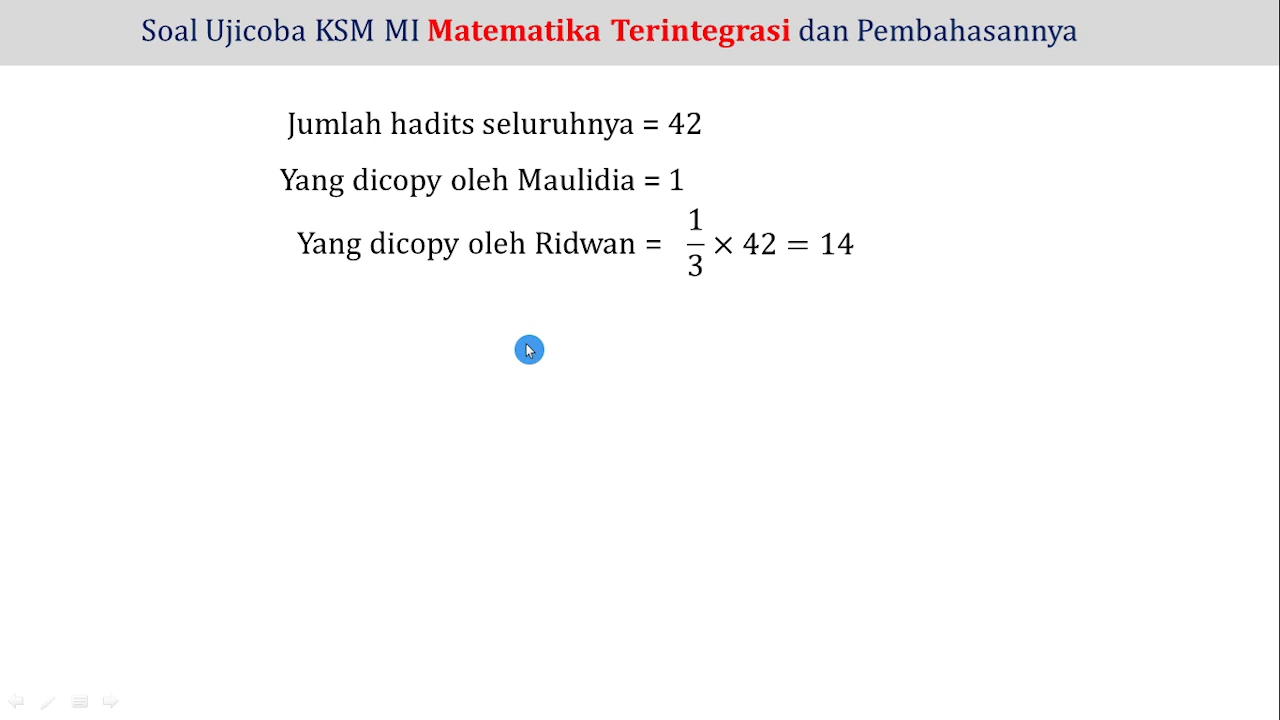 Soal Ujicoba KSM MI Matematika Terintegrasi dan Pembahasannya
Jumlah hadits seluruhnya = 42
Yang dicopy oleh Maulidia = 1
Yang dicopy oleh Ridwan = 1/3 × 42 = 14